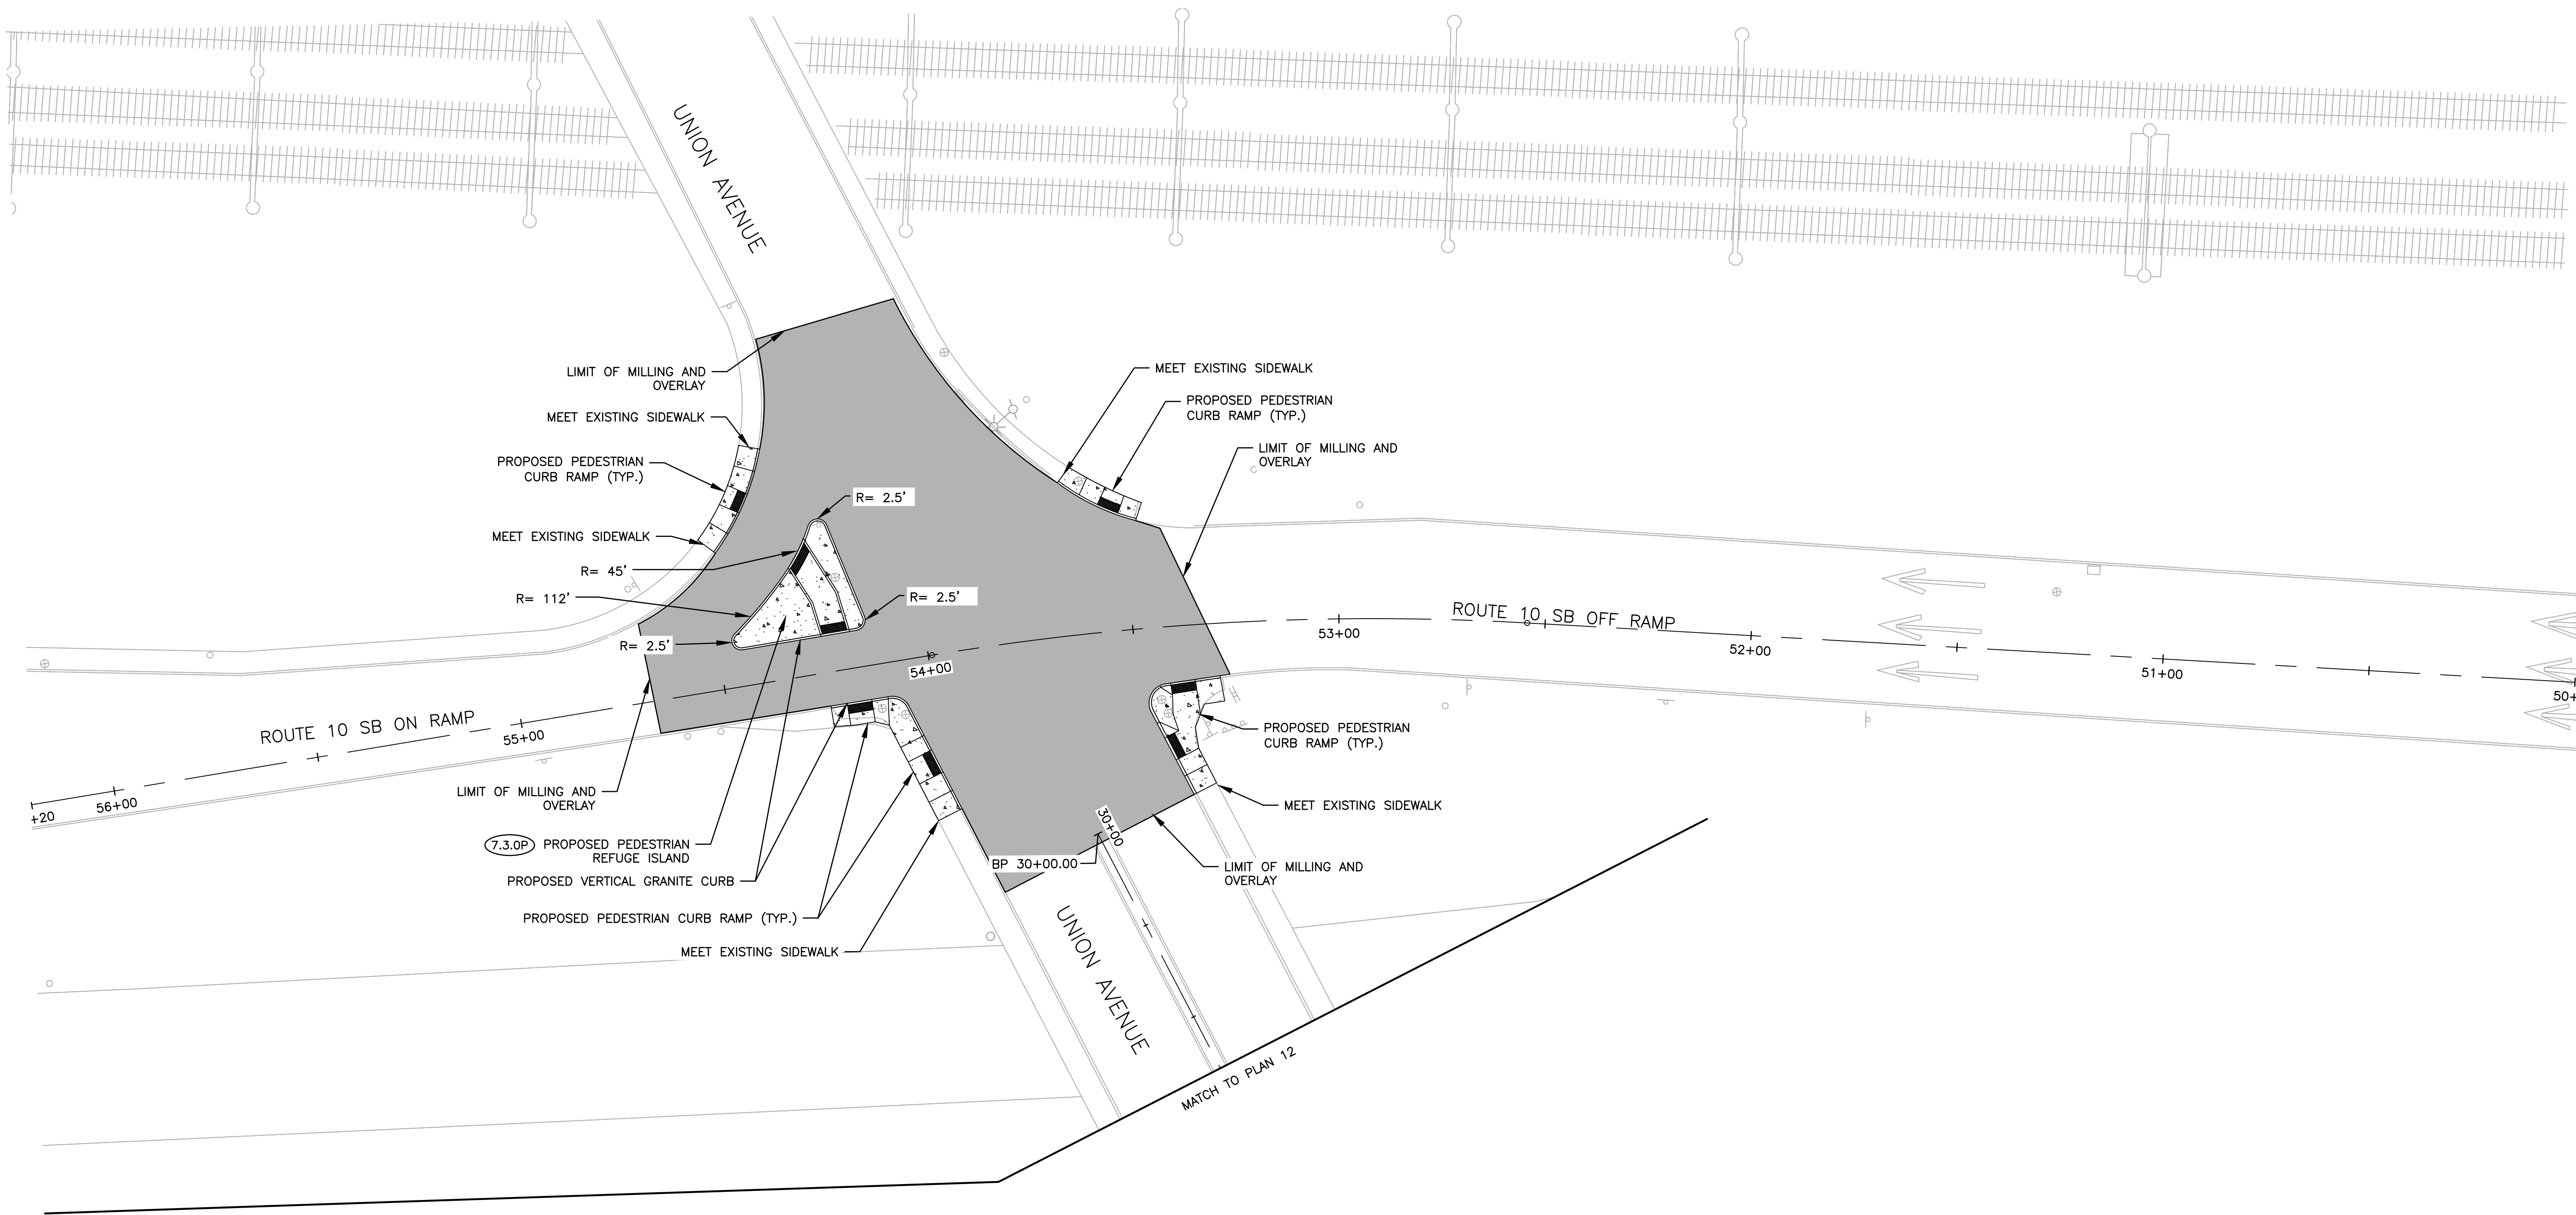 UNION AVENUE
LIMIT OF MILLING AND
OVERLAY
MEET EXISTING SIDEWALK
PROPOSED PEDESTRIAN
CURB RAMP (TYP.)
MEET EXISTING SIDEWALK
R= 45'
R= 112'
R= 2.5'
R= 2.5'
R= 2.5'
MEET EXISTING SIDEWALK
PROPOSED PEDESTRIAN
CURB RAMP (TYP.)
LIMIT OF MILLING AND
OVERLAY
ROUTE 10 SB OFF RAMP
53+00
52+00
51+00
50+
54+00
ROUTE 10 SB ON RAMP
55+00
56+00
+20
LIMIT OF MILLING AND
OVERLAY
7.3.0P PROPOSED PEDESTRIAN
REFUGE ISLAND
PROPOSED VERTICAL GRANITE CURB
PROPOSED PEDESTRIAN CURB RAMP (TYP.)
MEET EXISTING SIDEWALK
PROPOSED PEDESTRIAN
CURB RAMP (TYP.)
MEET EXISTING SIDEWALK
30+00
BP 30+00.00
LIMIT OF MILLING AND
OVERLAY
UNION AVENUE
MATCH TO PLAN 12